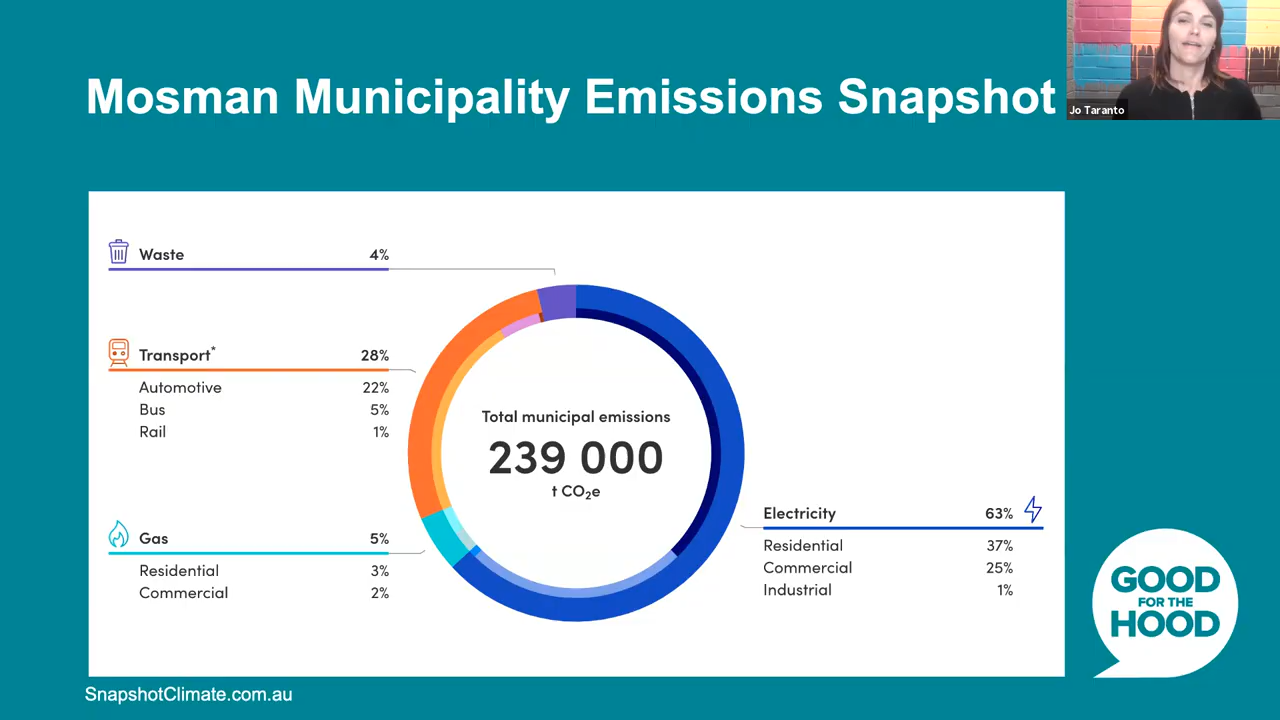 Mosman Municipality Emissions Snapshot
Jo Taranto
Waste 4%
Transport* 28%
Automotive 22%
Bus 5%
Rail 1%
Gas 5%
Residential 3%
Commercial 2%
Total municipal emissions
239 000
t CO₂e
Electricity 63%
Residential 37%
Commercial 25%
Industrial 1%
GOOD
FOR THE
HOOD
SnapshotClimate.com.au